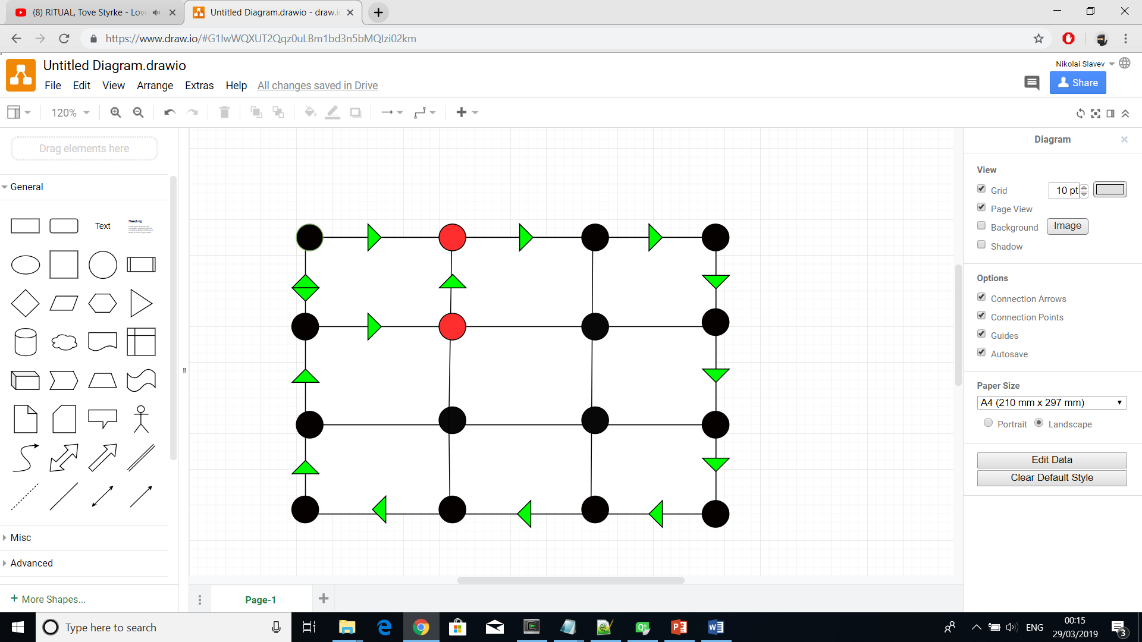 (8) RITUAL, Tove Styrke - Lov
Untitled Diagram.drawio - draw.i
https://www.draw.io/#G1IwWQXUT2Qqz0uLBm1bd3n5bMQIzi02km
Untitled Diagram.drawio
Nikolai Slavev
File Edit View Arrange Extras Help All changes saved in Drive
Share
120%
Drag elements here
Diagram
View
General
Grid 10 pt
Page View
Text
Heading
Background Image
Shadow
Options
Connection Arrows
Connection Points
Guides
Autosave
Paper Size
A4 (210 mm x 297 mm)
Portrait Landscape
Edit Data
Clear Default Style
Misc
Advanced
+ More Shapes...
Page-1
Type here to search
ENG
00:15
29/03/2019
3